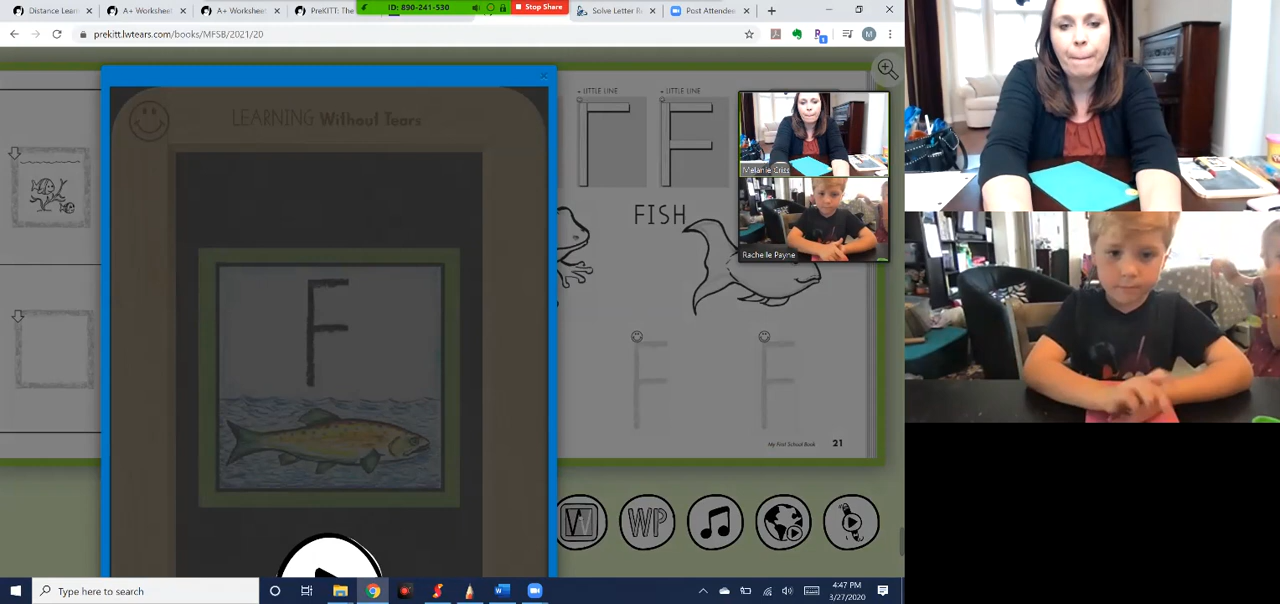 Distance Learn
A+ Worksheet
A+ Worksheet
PreKITT: The
ID: 890-241-530
Stop Share
Solve Letter R
Post Attendee
prekitt.lwtears.com/books/MFSB/2021/20
M
LEARNING Without Tears
LITTLE LINE
LITTLE LINE
F
F
FISH
Melanie Criss
Rachelle Payne
F
F
My First School Book
21
WP
Type here to search
4:47 PM
3/27/2020